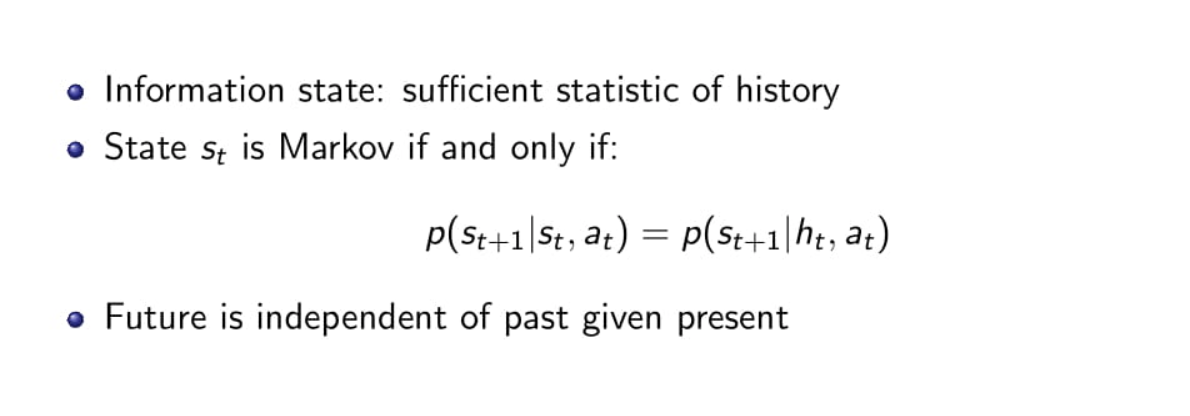 • Information state: sufficient statistic of history
• State sₜ is Markov if and only if:
p(sₜ₊₁|sₜ, aₜ) = p(sₜ₊₁|hₜ, aₜ)
• Future is independent of past given present